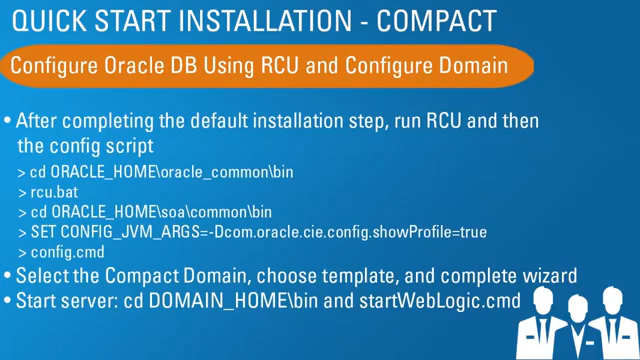 QUICK START INSTALLATION - COMPACT
Configure Oracle DB Using RCU and Configure Domain
• After completing the default installation step, run RCU and then
the config script
> cd ORACLE_HOME\oracle_common\bin
> rcu.bat
> cd ORACLE_HOME\soa\common\bin
> SET CONFIG_JVM_ARGS=-Dcom.oracle.cie.config.showProfile=true
> config.cmd
• Select the Compact Domain, choose template, and complete wizard
• Start server: cd DOMAIN_HOME\bin and startWebLogic.cmd